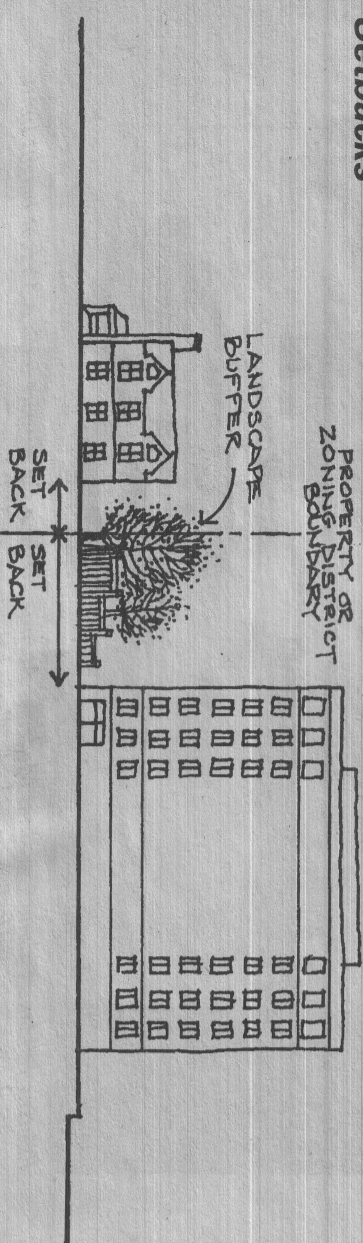 Setbacks
PROPERTY OR
ZONING DISTRICT
BOUNDARY
LANDSCAPE
BUFFER
SET
BACK
SET
BACK